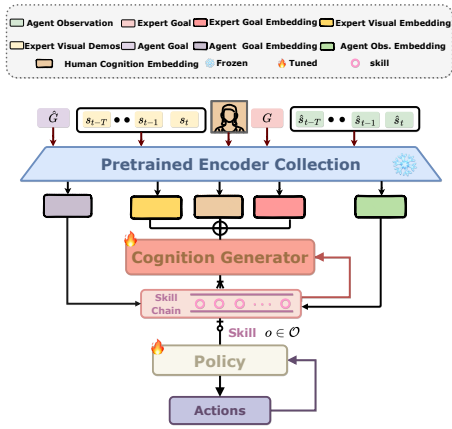 Agent Observation Expert Goal Expert Goal Embedding Expert Visual Embedding
Expert Visual Demos Agent Goal Agent Goal Embedding Agent Obs. Embedding
Human Cognition Embedding Frozen Tuned skill
Ĝ s_{t-T} •• s_{t-1} s_t G ŝ_{t-T} •• ŝ_{t-1} ŝ_t
Pretrained Encoder Collection
Cognition Generator
Skill
Chain
Skill o ∈ 𝒪
Policy
Actions